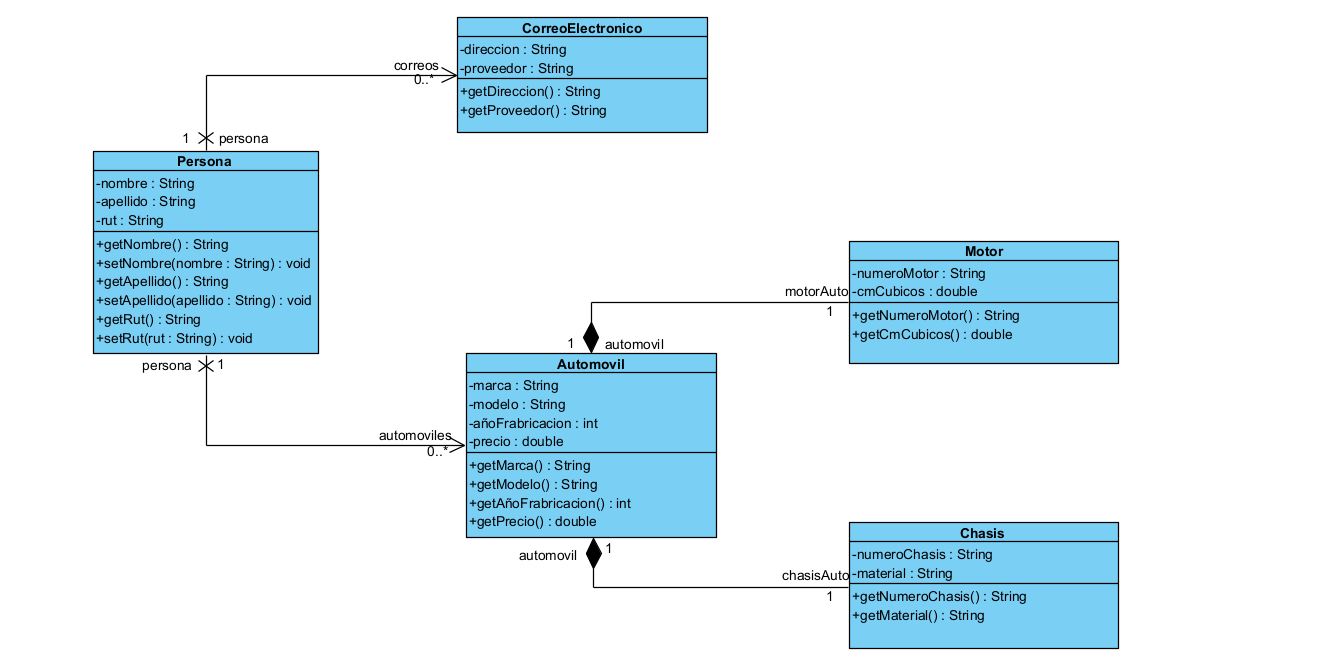 CorreoElectronico
-direccion : String
-proveedor : String
+getDireccion() : String
+getProveedor() : String
correos
0..*
1
persona
Persona
-nombre : String
-apellido : String
-rut : String
+getNombre() : String
+setNombre(nombre : String) : void
+getApellido() : String
+setApellido(apellido : String) : void
+getRut() : String
+setRut(rut : String) : void
persona
1
automoviles
0..*
Motor
-numeroMotor : String
-cmCubicos : double
+getNumeroMotor() : String
+getCmCubicos() : double
motorAuto
1
1
automovil
Automovil
-marca : String
-modelo : String
-añoFrabricacion : int
-precio : double
+getMarca() : String
+getModelo() : String
+getAñoFrabricacion() : int
+getPrecio() : double
automovil
1
chasisAuto
1
Chasis
-numeroChasis : String
-material : String
+getNumeroChasis() : String
+getMaterial() : String